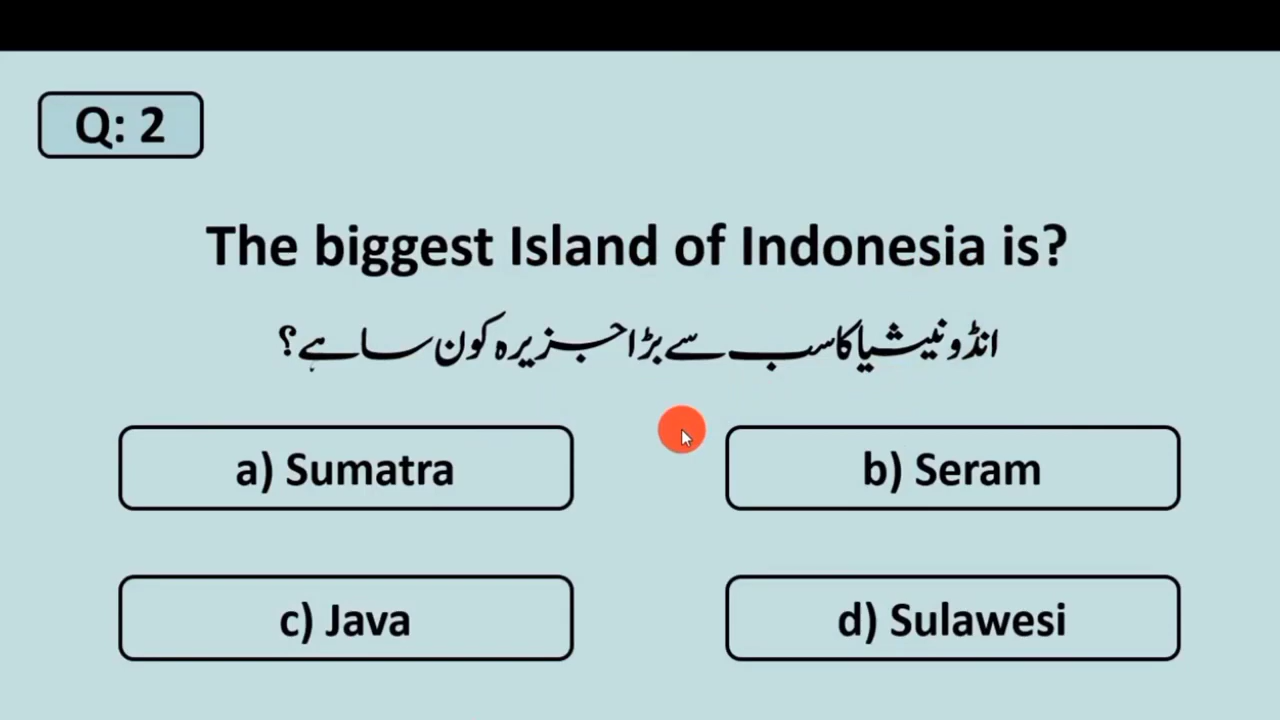 Q: 2
The biggest Island of Indonesia is?
انڈونیشیا کا سب سے بڑا جزیرہ کون سا ہے؟
a) Sumatra
b) Seram
c) Java
d) Sulawesi